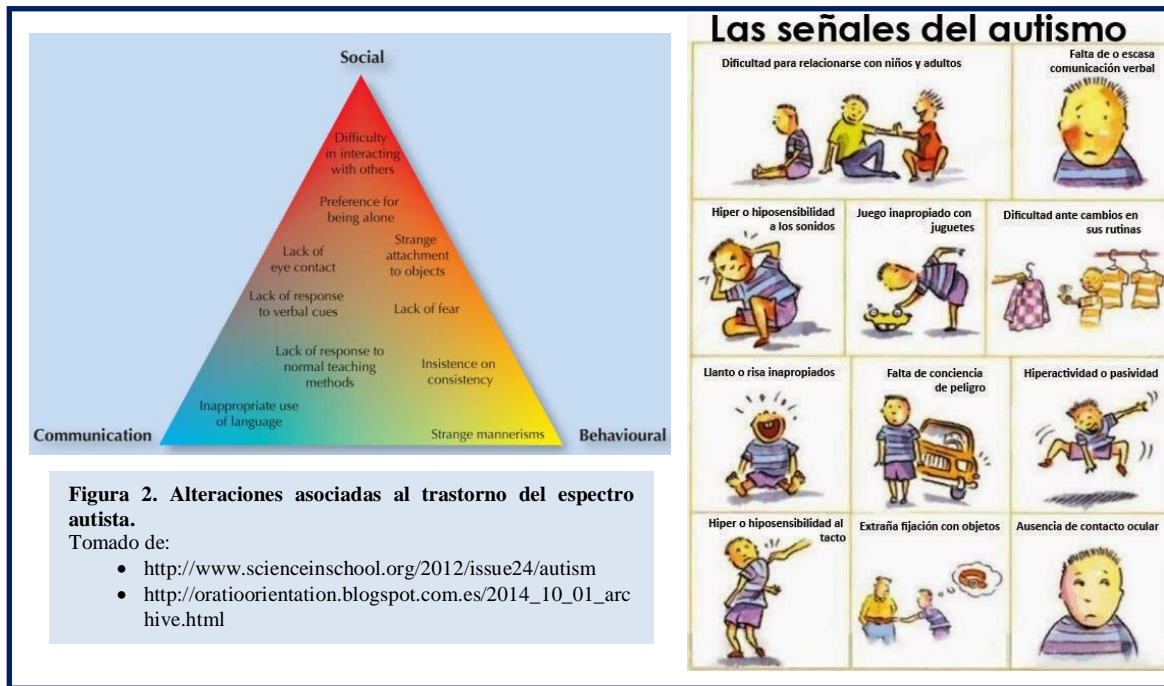 Social
Difficulty
in interacting
with others
Preference for
being alone
Lack of
eye contact
Strange
attachment
to objects
Lack of response
to verbal cues
Lack of fear
Lack of response to
normal teaching
methods
Insistence on
consistency
Inappropriate use
of language
Strange mannerisms
Communication
Behavioural
Figura 2. Alteraciones asociadas al trastorno del espectro
autista.
Tomado de:
• http://www.scienceinschool.org/2012/issue24/autism
• http://oratioorientation.blogspot.com.es/2014_10_01_arc
hive.html
Las señales del autismo
Dificultad para relacionarse con niños y adultos
Falta de o escasa
comunicación verbal
Hiper o hiposensibilidad
a los sonidos
Juego inapropiado con
juguetes
Dificultad ante cambios en
sus rutinas
Llanto o risa inapropiados
Falta de conciencia
de peligro
Hiperactividad o pasividad
Hiper o hiposensibilidad al
tacto
Extraña fijación con objetos
Ausencia de contacto ocular